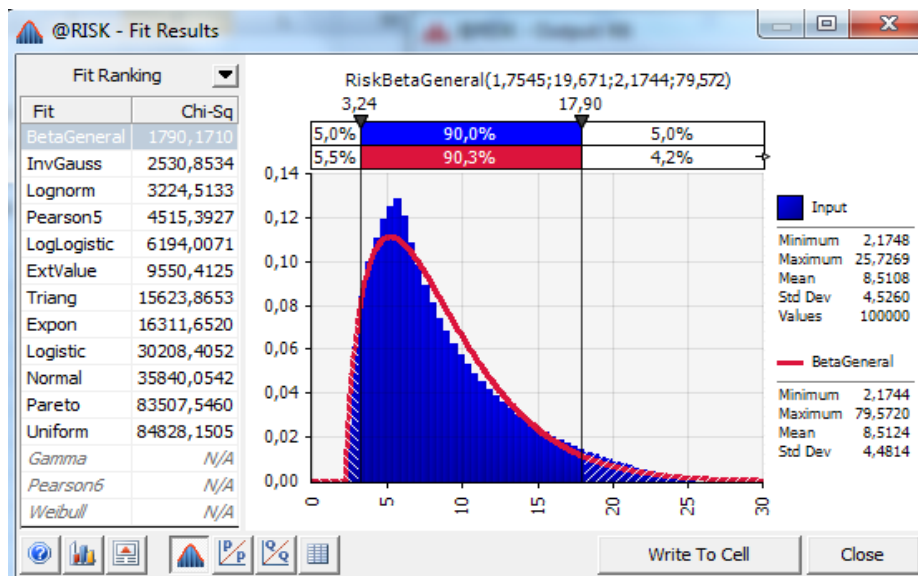 @RISK - Fit Results
Fit Ranking
Fit Chi-Sq
BetaGeneral 1790,1710
InvGauss 2530,8534
Lognorm 3224,5133
Pearson5 4515,3927
LogLogistic 6194,0071
ExtValue 9550,4125
Triang 15623,8653
Expon 16311,6520
Logistic 30208,4052
Normal 35840,0542
Pareto 83507,5460
Uniform 84828,1505
Gamma N/A
Pearson6 N/A
Weibull N/A
RiskBetaGeneral(1,7545;19,671;2,1744;79,572)
3,24 17,90
5,0% 90,0% 5,0%
5,5% 90,3% 4,2%
0,14
0,12
0,10
0,08
0,06
0,04
0,02
0,00
0 5 10 15 20 25 30
Input
Minimum 2,1748
Maximum 25,7269
Mean 8,5108
Std Dev 4,5260
Values 100000
BetaGeneral
Minimum 2,1744
Maximum 79,5720
Mean 8,5124
Std Dev 4,4814
P/P
Q/Q
Write To Cell
Close